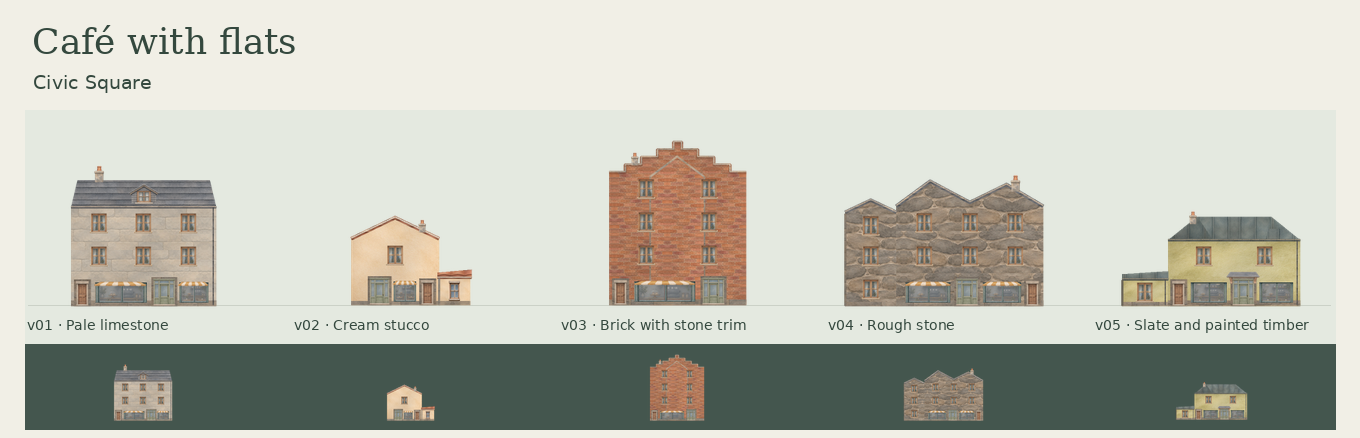 Café with flats
Civic Square
v01 · Pale limestone
v02 · Cream stucco
v03 · Brick with stone trim
v04 · Rough stone
v05 · Slate and painted timber